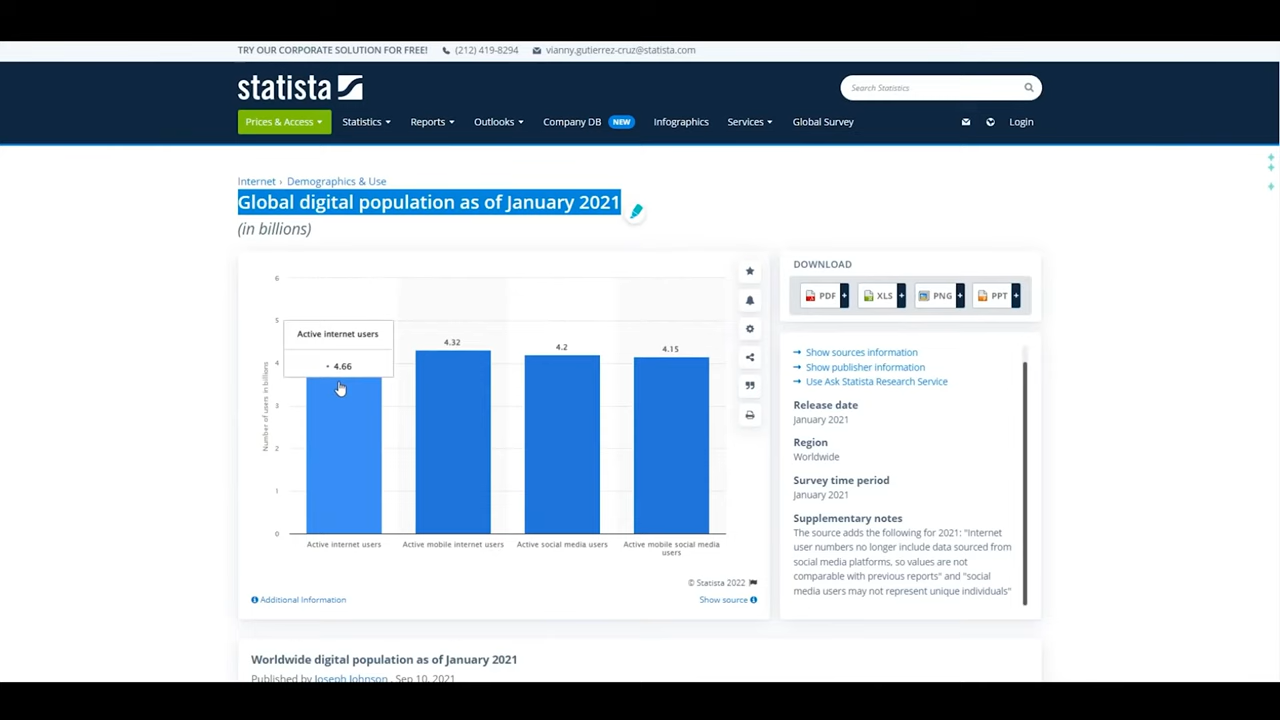 TRY OUR CORPORATE SOLUTION FOR FREE! (212) 419-8294 vianny.gutierrez-cruz@statista.com
statista
Search Statistics
Prices & Access Statistics Reports Outlooks Company DB NEW Infographics Services Global Survey Login
Internet › Demographics & Use
Global digital population as of January 2021
(in billions)
DOWNLOAD
PDF + XLS + PNG + PPT +
6
5
4
3
2
1
0
Number of users in billions
Active internet users
• 4.66
4.32
4.2
4.15
Active internet users
Active mobile internet users
Active social media users
Active mobile social media
users
© Statista 2022
Additional Information
Show source
→ Show sources information
→ Show publisher information
→ Use Ask Statista Research Service
Release date
January 2021
Region
Worldwide
Survey time period
January 2021
Supplementary notes
The source adds the following for 2021: "Internet
user numbers no longer include data sourced from
social media platforms, so values are not
comparable with previous reports" and "social
media users may not represent unique individuals"
Worldwide digital population as of January 2021
Published by Joseph Johnson , Sep 10, 2021